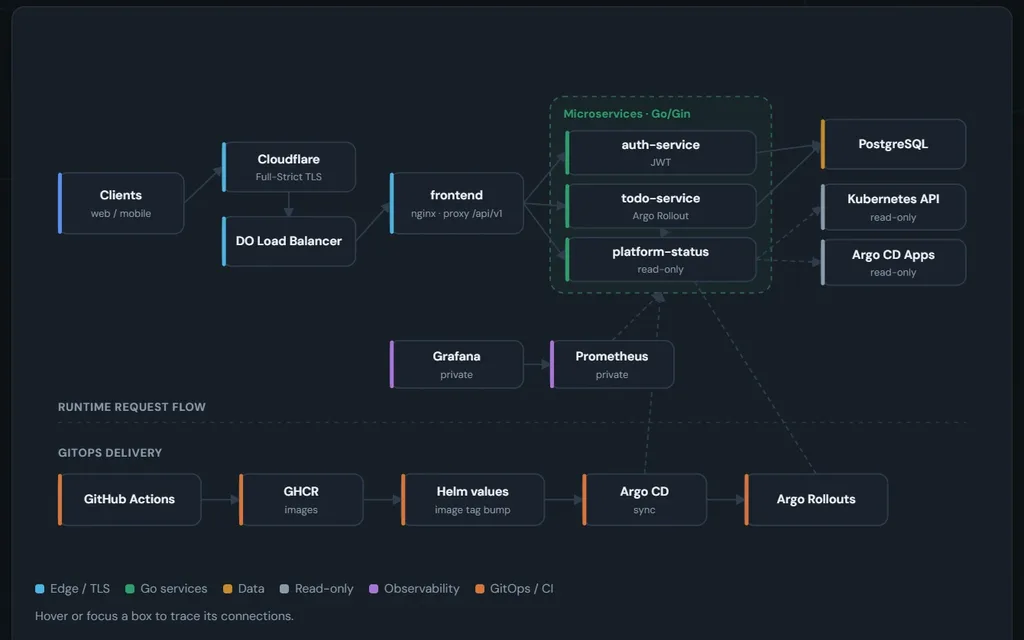 Microservices · Go/Gin
auth-service
JWT
PostgreSQL
Cloudflare
Full-Strict TLS
Clients
web / mobile
frontend
nginx · proxy /api/v1
todo-service
Argo Rollout
Kubernetes API
read-only
DO Load Balancer
platform-status
read-only
Argo CD Apps
read-only
Grafana
private
Prometheus
private
RUNTIME REQUEST FLOW
GITOPS DELIVERY
GitHub Actions
GHCR
images
Helm values
image tag bump
Argo CD
sync
Argo Rollouts
Edge / TLS
Go services
Data
Read-only
Observability
GitOps / CI
Hover or focus a box to trace its connections.